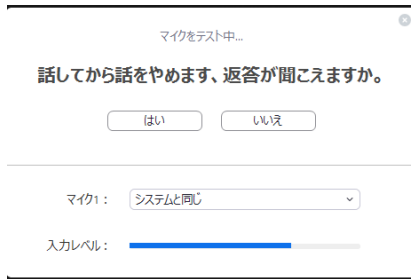 マイクをテスト中...
話してから話をやめます、返答が聞こえますか。
はい
いいえ
マイク1：
システムと同じ
入力レベル：